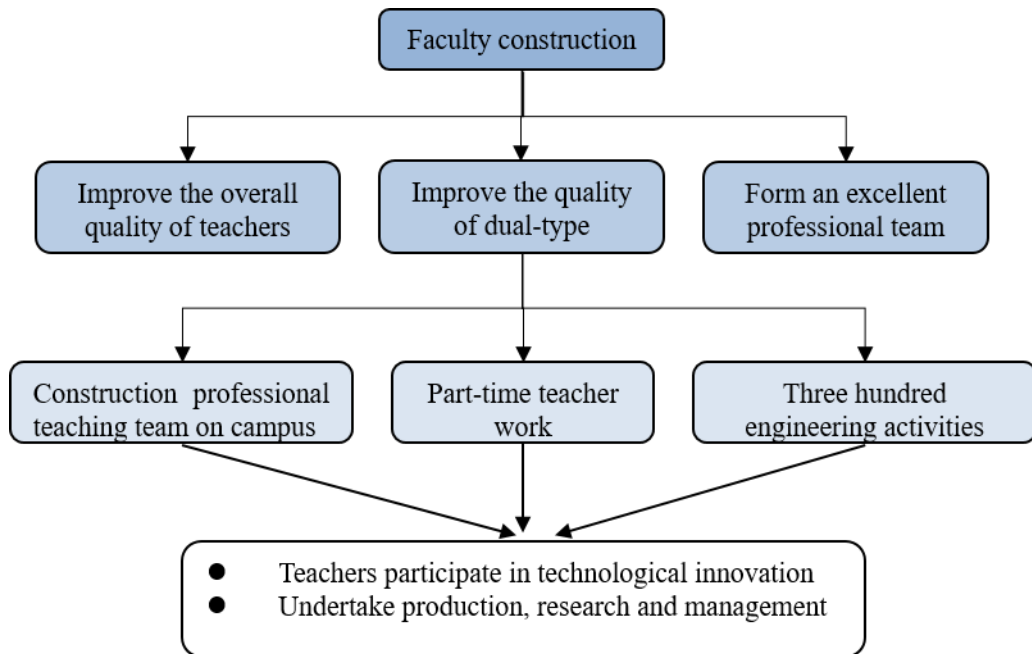 Faculty construction
Improve the overall
quality of teachers
Improve the quality
of dual-type
Form an excellent
professional team
Construction professional
teaching team on campus
Part-time teacher
work
Three hundred
engineering activities
● Teachers participate in technological innovation
● Undertake production, research and management